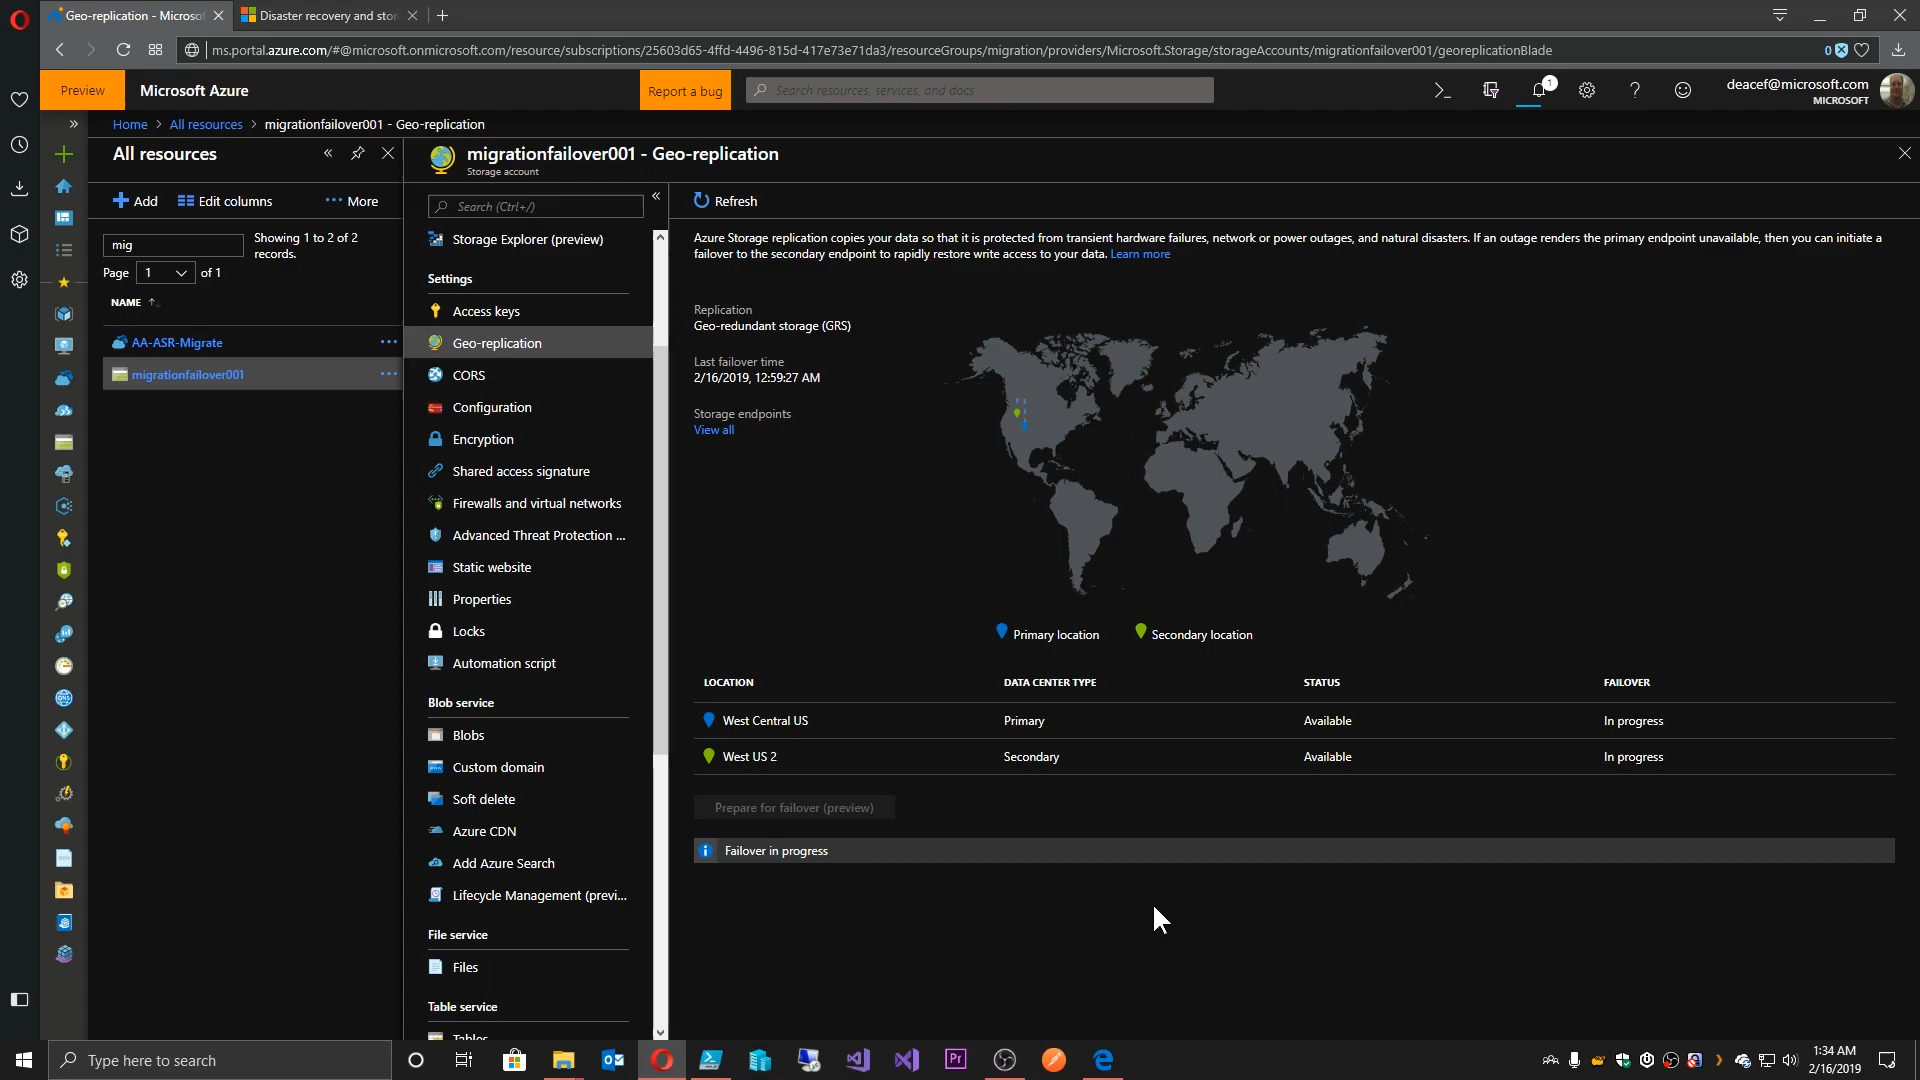 Geo-replication - Microsof
Disaster recovery and stor
ms.portal.azure.com/#@microsoft.onmicrosoft.com/resource/subscriptions/25603d65-4ffd-4496-815d-417e73e71da3/resourceGroups/migration/providers/Microsoft.Storage/storageAccounts/migrationfailover001/georeplicationBlade
0
Preview
Microsoft Azure
Report a bug
Search resources, services, and docs
1
deacef@microsoft.com
MICROSOFT
Home > All resources > migrationfailover001 - Geo-replication
All resources
Add
Edit columns
More
mig
Showing 1 to 2 of 2
records.
Page 1 of 1
NAME
AA-ASR-Migrate
migrationfailover001
migrationfailover001 - Geo-replication
Storage account
Search (Ctrl+/)
Storage Explorer (preview)
Settings
Access keys
Geo-replication
CORS
Configuration
Encryption
Shared access signature
Firewalls and virtual networks
Advanced Threat Protection ...
Static website
Properties
Locks
Automation script
Blob service
Blobs
Custom domain
Soft delete
Azure CDN
Add Azure Search
Lifecycle Management (previ...
File service
Files
Table service
Tables
Refresh
Azure Storage replication copies your data so that it is protected from transient hardware failures, network or power outages, and natural disasters. If an outage renders the primary endpoint unavailable, then you can initiate a
failover to the secondary endpoint to rapidly restore write access to your data. Learn more
Replication
Geo-redundant storage (GRS)
Last failover time
2/16/2019, 12:59:27 AM
Storage endpoints
View all
Primary location
Secondary location
LOCATION DATA CENTER TYPE STATUS FAILOVER
West Central US Primary Available In progress
West US 2 Secondary Available In progress
Prepare for failover (preview)
Failover in progress
Type here to search
Pr
1:34 AM
2/16/2019